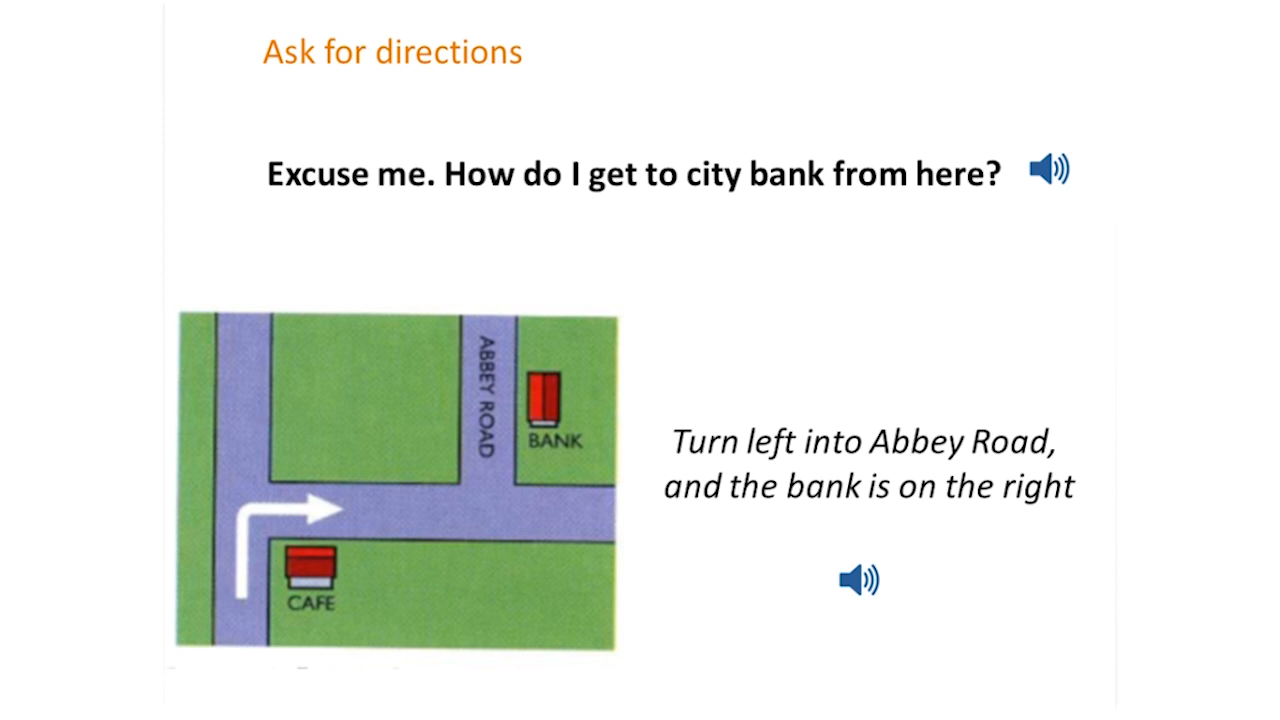 Ask for directions
Excuse me. How do I get to city bank from here?
ABBEY ROAD
BANK
Turn left into Abbey Road,
and the bank is on the right
CAFE